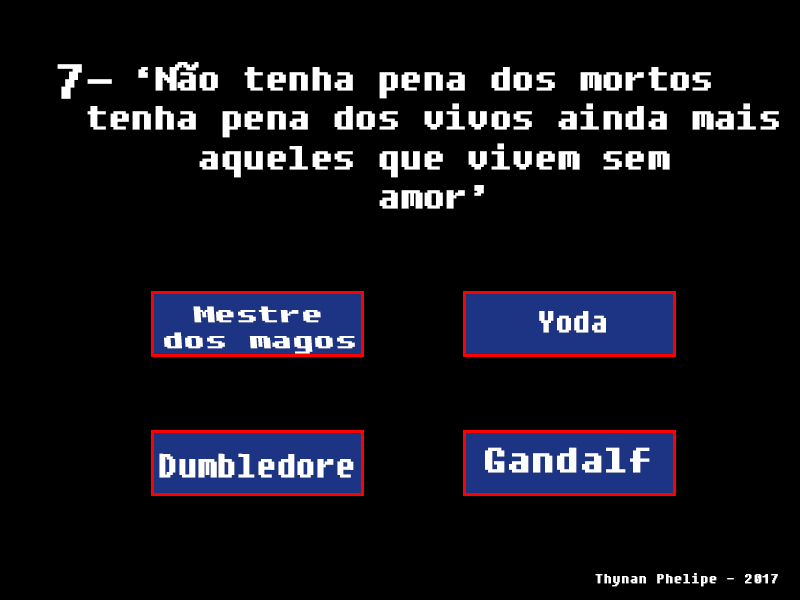 7- ‘Não tenha pena dos mortos
tenha pena dos vivos ainda mais
aqueles que vivem sem
amor’
Mestre
dos magos
Yoda
Dumbledore
Gandalf
Thynan Phelipe - 2017